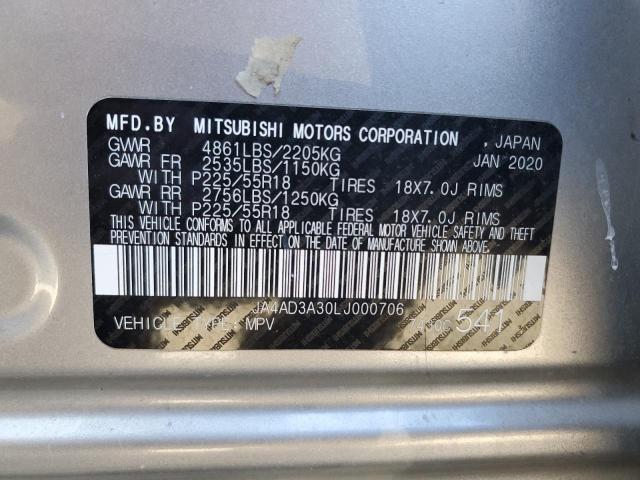 MFD.BY MITSUBISHI MOTORS CORPORATION , JAPAN
GVWR 4861LBS/2205KG JAN 2020
GAWR FR 2535LBS/1150KG
WITH P225/55R18 TIRES 18X7.0J RIMS
GAWR RR 2756LBS/1250KG
WITH P225/55R18 TIRES 18X7.0J RIMS
THIS VEHICLE CONFORMS TO ALL APPLICABLE FEDERAL MOTOR VEHICLE SAFETY AND THEFT
PREVENTION STANDARDS IN EFFECT ON THE DATE OF MANUFACTURE SHOWN ABOVE.
JA4AD3A30LJ000706
VEHICLE TYPE: MPV 541